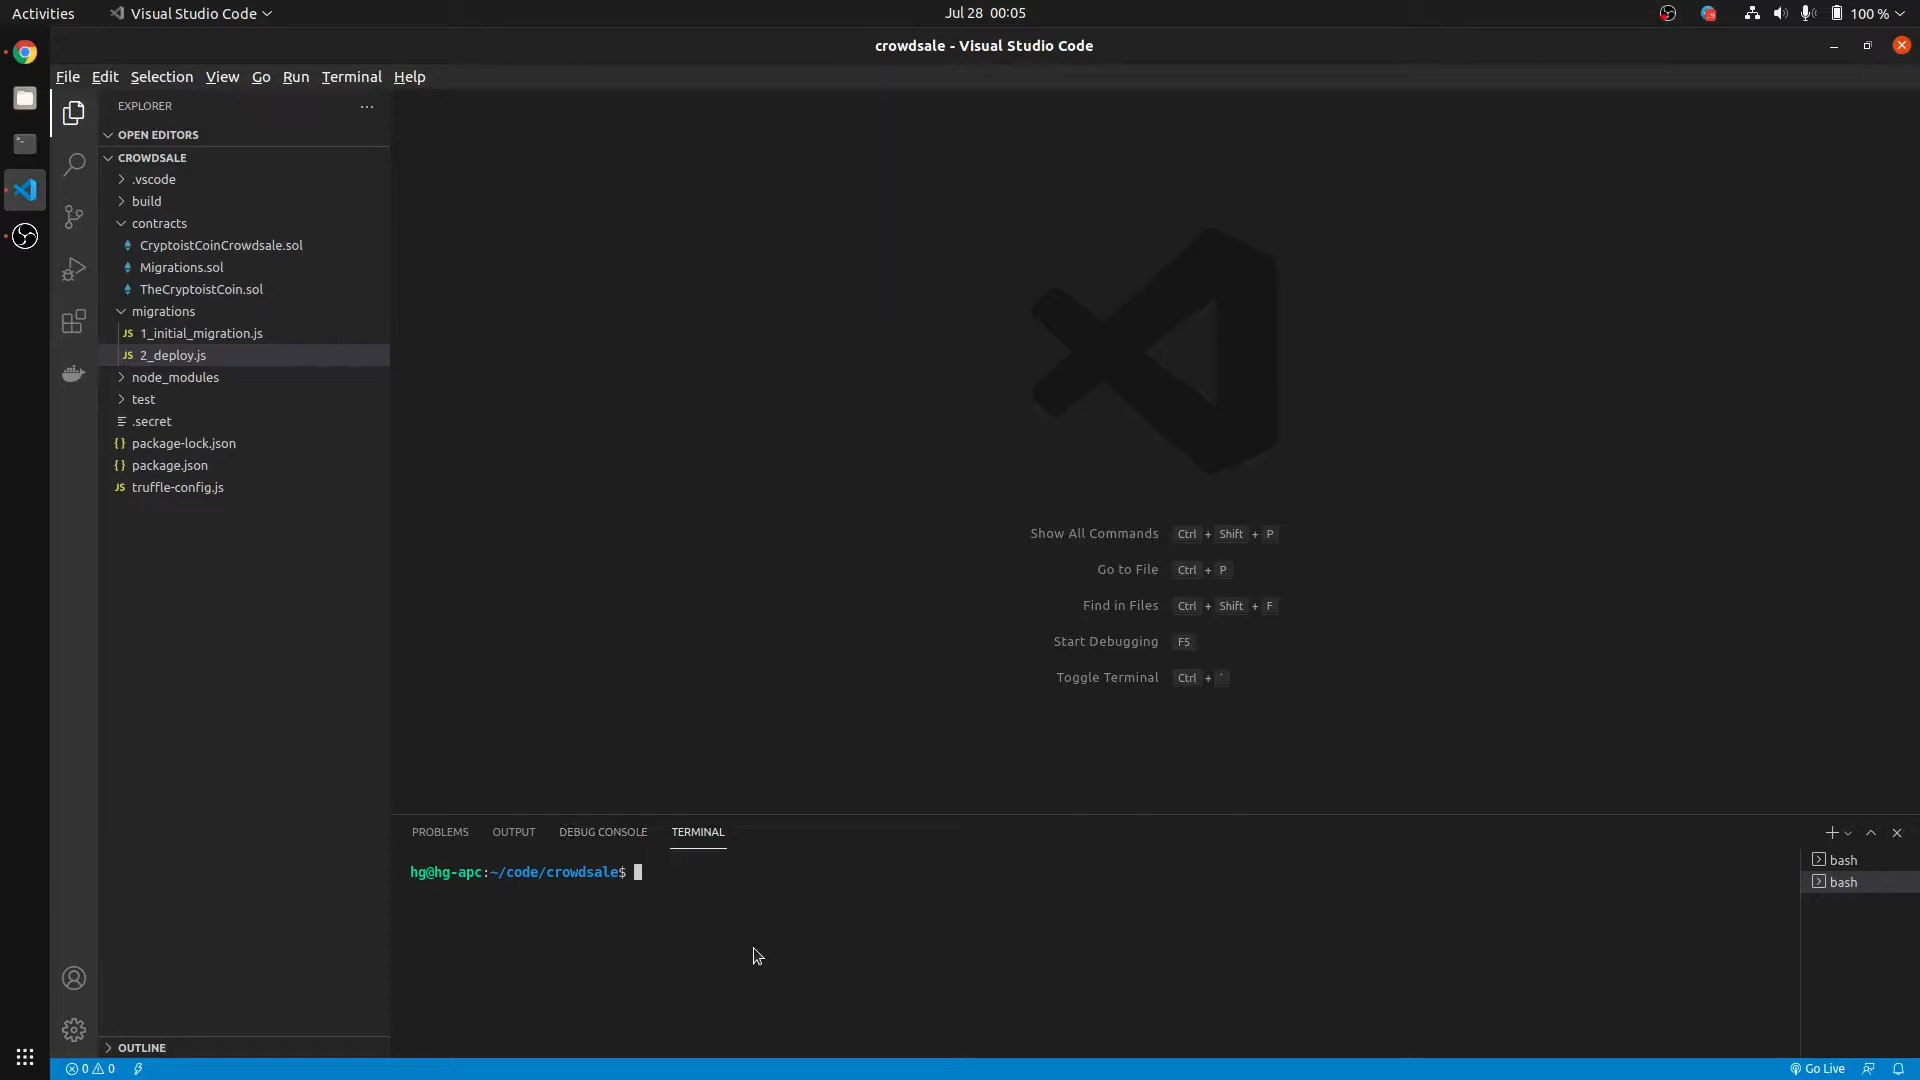 Activities
Visual Studio Code
Jul 28 00:05
100 %
crowdsale - Visual Studio Code
File Edit Selection View Go Run Terminal Help
EXPLORER
OPEN EDITORS
CROWDSALE
.vscode
build
contracts
CryptoistCoinCrowdsale.sol
Migrations.sol
TheCryptoistCoin.sol
migrations
JS 1_initial_migration.js
JS 2_deploy.js
node_modules
test
.secret
{ } package-lock.json
{ } package.json
JS truffle-config.js
Show All Commands Ctrl + Shift + P
Go to File Ctrl + P
Find in Files Ctrl + Shift + F
Start Debugging F5
Toggle Terminal Ctrl + `
PROBLEMS OUTPUT DEBUG CONSOLE TERMINAL
hg@hg-apc:~/code/crowdsale$
bash
bash
OUTLINE
0 0
Go Live